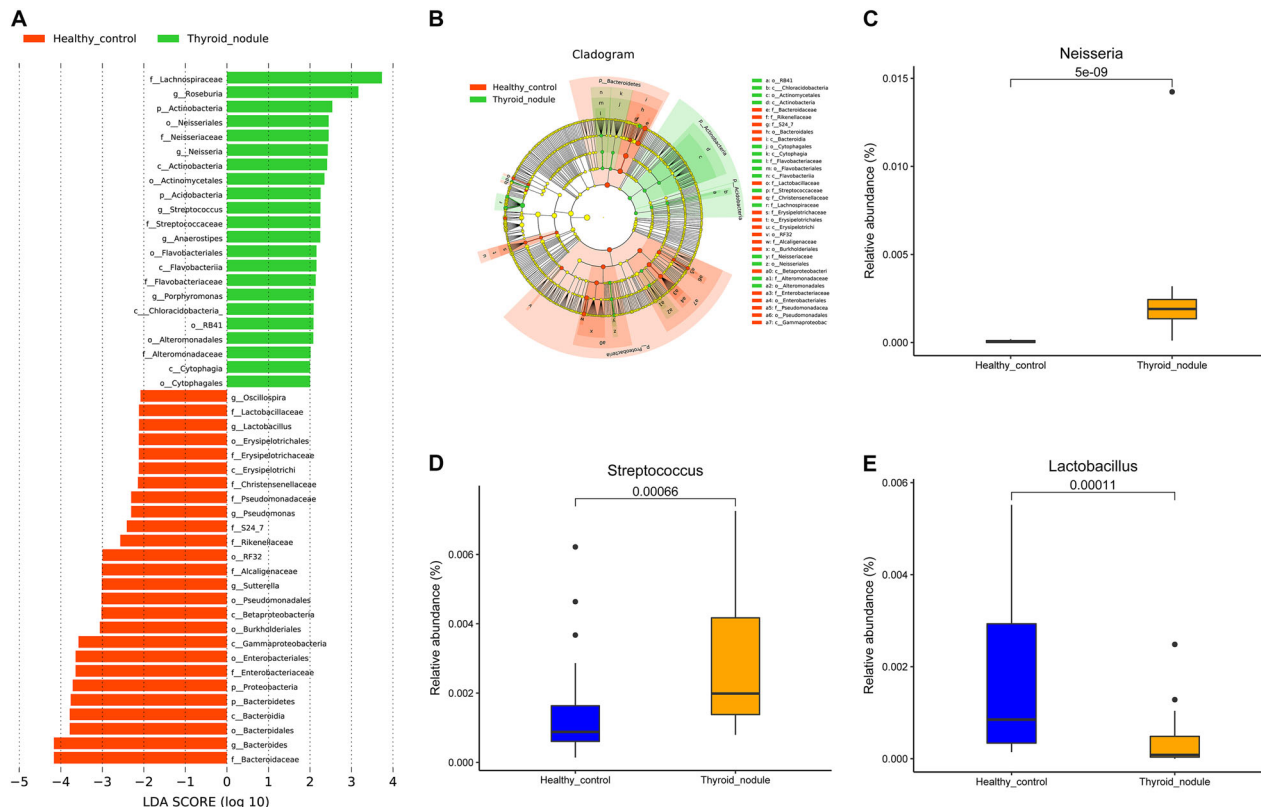 A
Healthy_control
Thyroid_nodule
f__Lachnospiraceae
g__Roseburia
p__Actinobacteria
o__Neisseriales
f__Neisseriaceae
g__Neisseria
c__Actinobacteria
o__Actinomycetales
p__Acidobacteria
g__Streptococcus
f__Streptococcaceae
g__Anaerostipes
o__Flavobacteriales
c__Flavobacteriia
f__Flavobacteriaceae
g__Porphyromonas
c__Chloracidobacteria_
o__RB41
o__Alteromonadales
f__Alteromonadaceae
c__Cytophagia
o__Cytophagales
g__Oscillospira
f__Lactobacillaceae
g__Lactobacillus
o__Erysipelotrichales
f__Erysipelotrichaceae
c__Erysipelotrichi
f__Christensenellaceae
f__Pseudomonadaceae
g__Pseudomonas
f__S24_7
f__Rikenellaceae
o__RF32
f__Alcaligenaceae
g__Sutterella
o__Pseudomonadales
c__Betaproteobacteria
o__Burkholderiales
c__Gammaproteobacteria
o__Enterobacteriales
f__Enterobacteriaceae
p__Proteobacteria
p__Bacteroidetes
c__Bacteroidia
o__Bacteroidales
g__Bacteroides
f__Bacteroidaceae
−5 −4 −3 −2 −1 0 1 2 3 4
LDA SCORE (log 10)
B
Cladogram
Healthy_control
Thyroid_nodule
p__Bacteroidetes
p__Actinobacteria
p__Acidobacteria
p__Proteobacteria
a: o__RB41
b: c___Chloracidobacteria
c: o__Actinomycetales
d: c__Actinobacteria
e: f__Bacteroidaceae
f: f__Rikenellaceae
g: f__S24_7
h: o__Bacteroidales
i: c__Bacteroidia
j: o__Cytophagales
k: c__Cytophagia
l: f__Flavobacteriaceae
m: o__Flavobacteriales
n: c__Flavobacteriia
o: f__Lactobacillaceae
p: f__Streptococcaceae
q: f__Christensenellaceae
r: f__Lachnospiraceae
s: f__Erysipelotrichaceae
t: o__Erysipelotrichales
u: c__Erysipelotrichi
v: o__RF32
w: f__Alcaligenaceae
x: o__Burkholderiales
y: f__Neisseriaceae
z: o__Neisseriales
a0: c__Betaproteobacteri
a1: f__Alteromonadaceae
a2: o__Alteromonadales
a3: f__Enterobacteriaceae
a4: o__Enterobacteriales
a5: f__Pseudomonadacea
a6: o__Pseudomonadales
a7: c__Gammaproteobac
C
Neisseria
5e-09
Relative abundance (%)
0.015
0.010
0.005
0.000
Healthy_control
Thyroid_nodule
D
Streptococcus
0.00066
Relative abundance (%)
0.006
0.004
0.002
0.000
Healthy_control
Thyroid_nodule
E
Lactobacillus
0.00011
Relative abundance (%)
0.006
0.004
0.002
0.000
Healthy_control
Thyroid_nodule